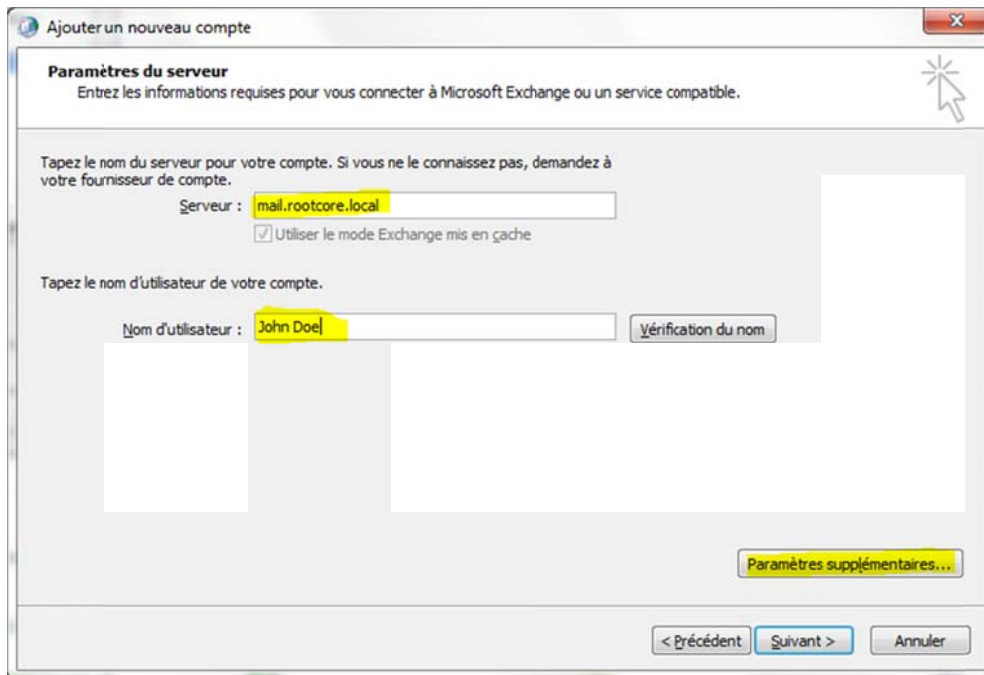 Ajouter un nouveau compte
Paramètres du serveur
Entrez les informations requises pour vous connecter à Microsoft Exchange ou un service compatible.
Tapez le nom du serveur pour votre compte. Si vous ne le connaissez pas, demandez à
votre fournisseur de compte.
Serveur : mail.rootcore.local
Utiliser le mode Exchange mis en cache
Tapez le nom d'utilisateur de votre compte.
Nom d'utilisateur : John Doe Vérification du nom
Paramètres supplémentaires...
< Précédent Suivant > Annuler